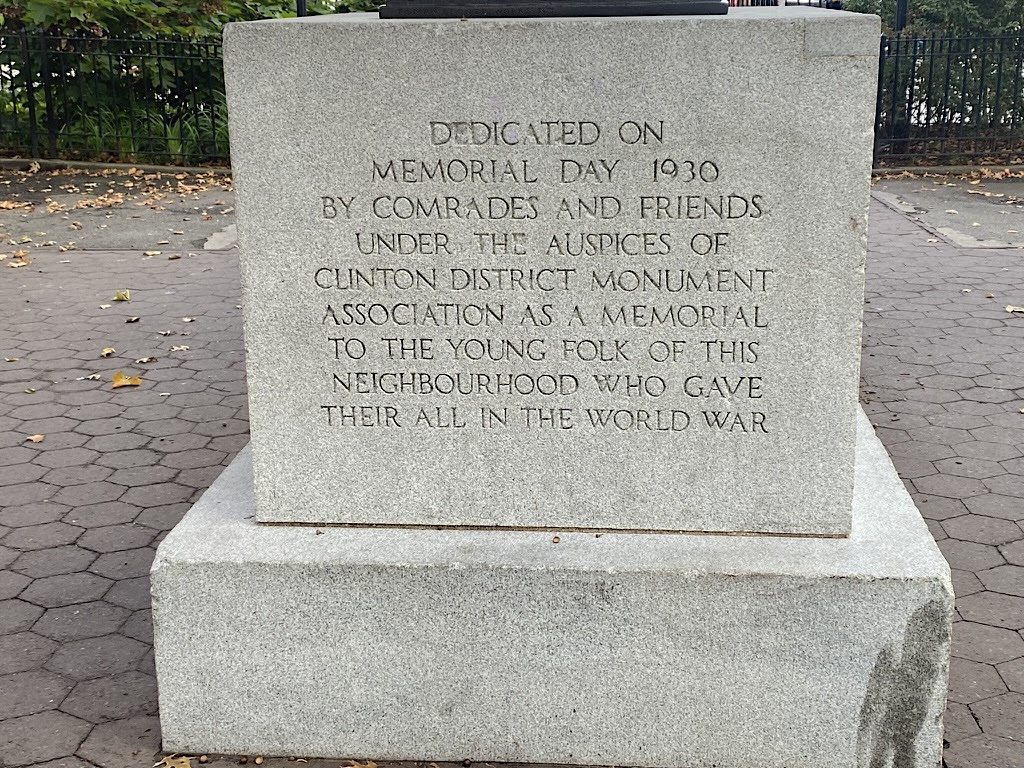 DEDICATED ON
MEMORIAL DAY 1930
BY COMRADES AND FRIENDS
UNDER THE AUSPICES OF
CLINTON DISTRICT MONUMENT
ASSOCIATION AS A MEMORIAL
TO THE YOUNG FOLK OF THIS
NEIGHBOURHOOD WHO GAVE
THEIR ALL IN THE WORLD WAR